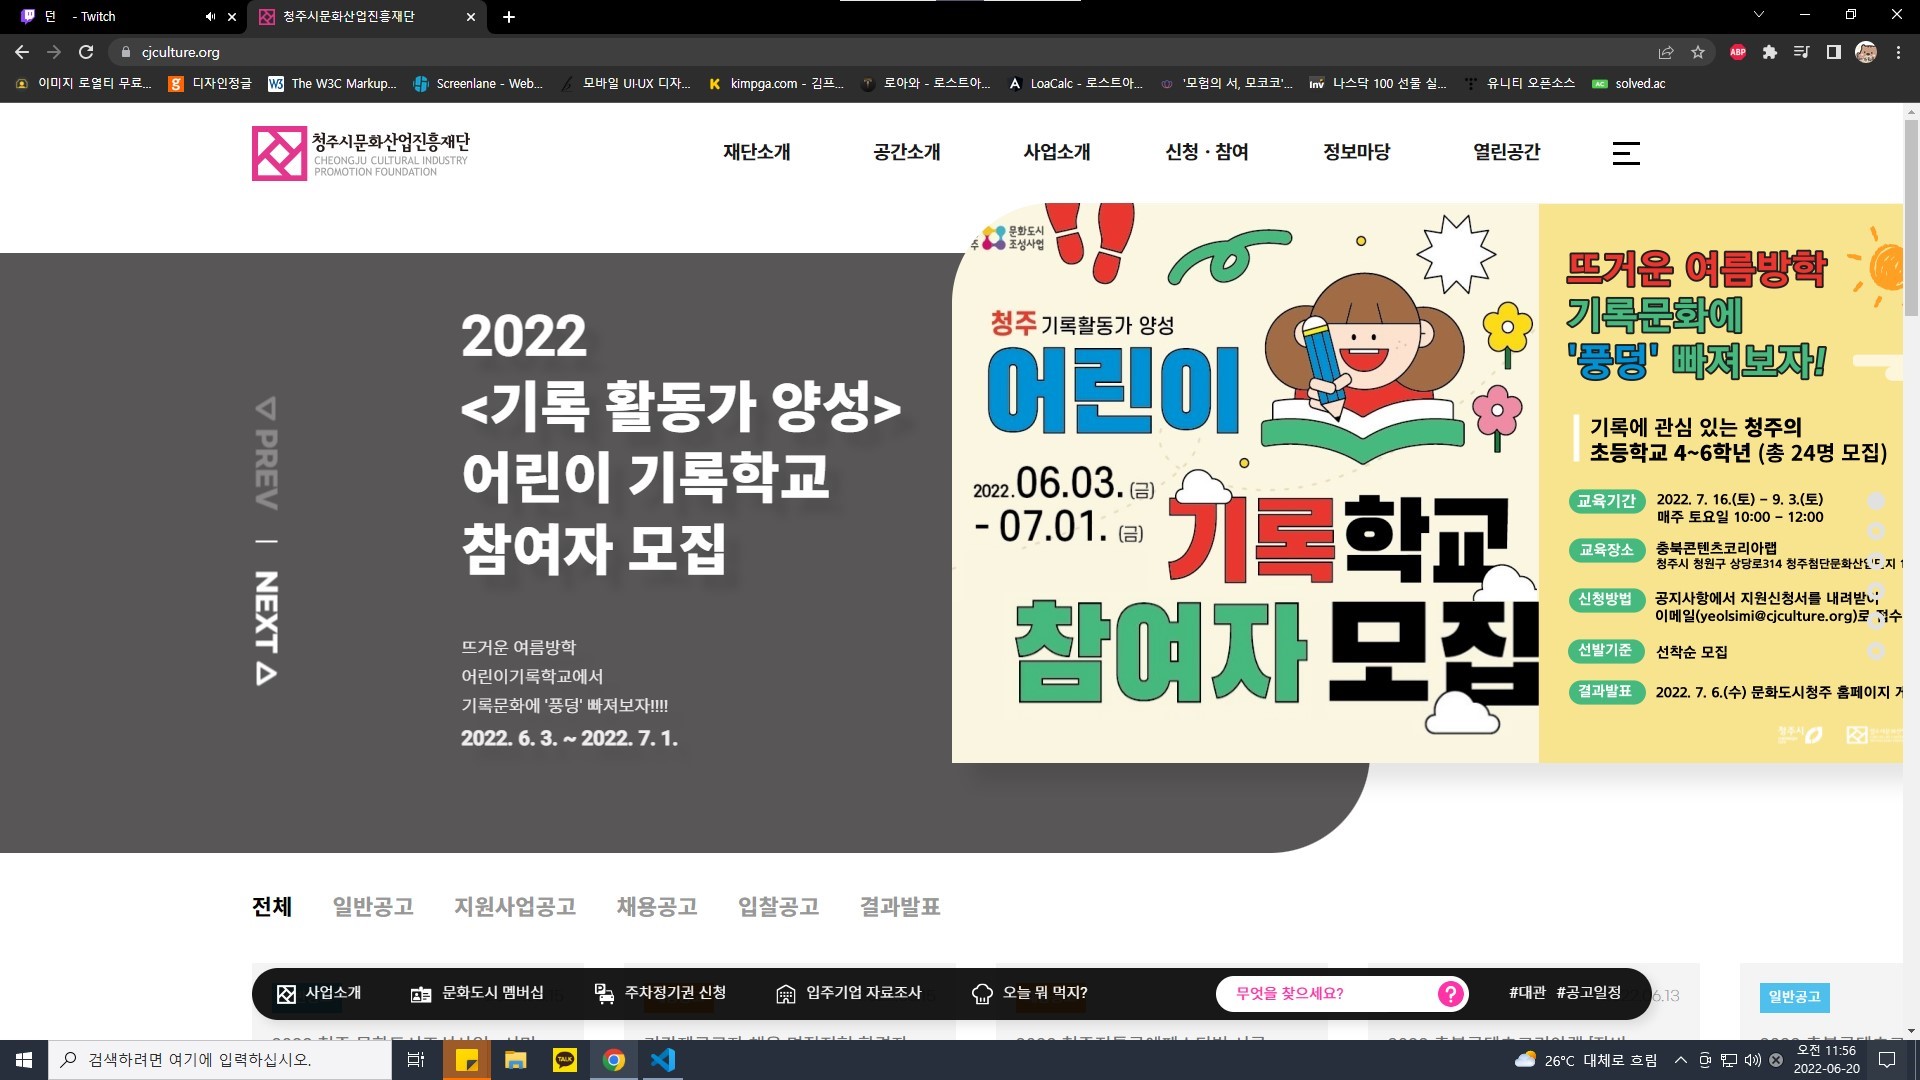 던 - Twitch
청주시문화산업진흥재단
cjculture.org
ABP
이미지 로열티 무료...
디자인정글
The W3C Markup...
Screenlane - Web...
모바일 UI·UX 디자...
kimpga.com - 김프...
로아와 - 로스트아...
LoaCalc - 로스트아...
'모험의 서, 모코코'...
나스닥 100 선물 실...
유니티 오픈소스
solved.ac
청주시문화산업진흥재단
CHEONGJU CULTURAL INDUSTRY
PROMOTION FOUNDATION
재단소개
공간소개
사업소개
신청 · 참여
정보마당
열린공간
PREV
NEXT
2022
<기록 활동가 양성>
어린이 기록학교
참여자 모집
뜨거운 여름방학
어린이기록학교에서
기록문화에 '풍덩' 빠져보자!!!!
2022. 6. 3. ~ 2022. 7. 1.
문화도시
조성사업
청주 기록활동가 양성
어린이
2022.06.03.(금)
- 07.01. (금)
기록학교
참여자 모집
뜨거운 여름방학
기록문화에
'풍덩' 빠져보자!
기록에 관심 있는 청주의
초등학교 4~6학년 (총 24명 모집)
교육기간 2022. 7. 16.(토) - 9. 3.(토)
매주 토요일 10:00 - 12:00
교육장소 충북콘텐츠코리아랩
청주시 청원구 상당로314 청주첨단문화산업단지 1
신청방법 공지사항에서 지원신청서를 내려받아
이메일(yeolsimi@cjculture.org)로 접수
선발기준 선착순 모집
결과발표 2022. 7. 6.(수) 문화도시청주 홈페이지
청주시
전체
일반공고
지원사업공고
채용공고
입찰공고
결과발표
사업소개
문화도시 멤버십
주차정기권 신청
입주기업 자료조사
오늘 뭐 먹지?
무엇을 찾으세요?
?
#대관 #공고일정
6.13
일반공고
검색하려면 여기에 입력하십시오.
TALK
26°C 대체로 흐림
오전 11:56
2022-06-20